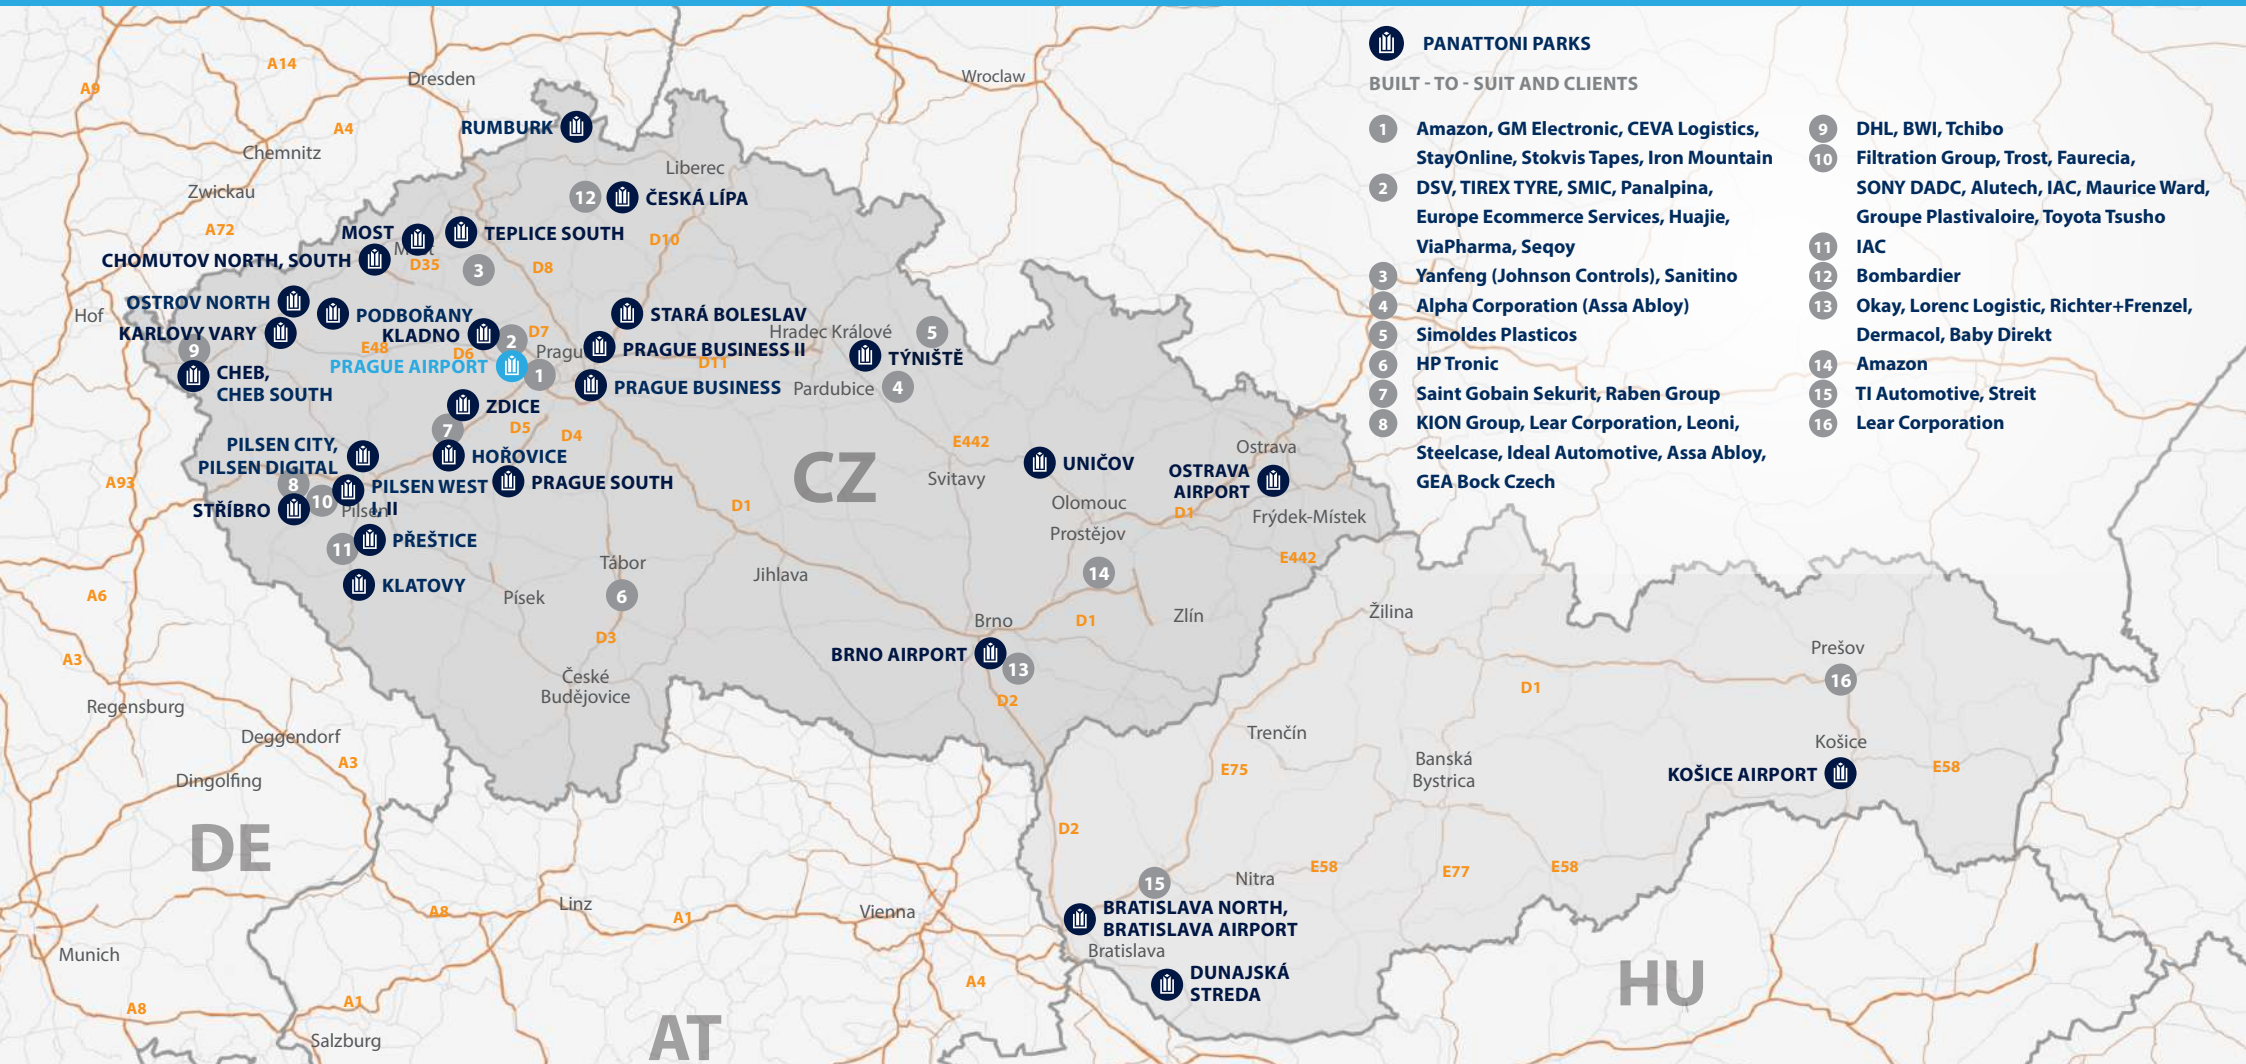 PANATTONI PARKS
BUILT - TO - SUIT AND CLIENTS
1 Amazon, GM Electronic, CEVA Logistics,
StayOnline, Stokvis Tapes, Iron Mountain
2 DSV, TIREX TYRE, SMIC, Panalpina,
Europe Ecommerce Services, Huajie,
ViaPharma, Seqoy
3 Yanfeng (Johnson Controls), Sanitino
4 Alpha Corporation (Assa Abloy)
5 Simoldes Plasticos
6 HP Tronic
7 Saint Gobain Sekurit, Raben Group
8 KION Group, Lear Corporation, Leoni,
Steelcase, Ideal Automotive, Assa Abloy,
GEA Bock Czech
9 DHL, BWI, Tchibo
10 Filtration Group, Trost, Faurecia,
SONY DADC, Alutech, IAC, Maurice Ward,
Groupe Plastivaloire, Toyota Tsusho
11 IAC
12 Bombardier
13 Okay, Lorenc Logistic, Richter+Frenzel,
Dermacol, Baby Direkt
14 Amazon
15 TI Automotive, Streit
16 Lear Corporation
A14
Dresden
Wroclaw
A9
RUMBURK
A4
Chemnitz
Liberec
Zwickau
12
ČESKÁ LÍPA
A72
MOST
TEPLICE SOUTH
D10
CHOMUTOV NORTH, SOUTH
D35
3
D8
OSTROV NORTH
Hof
PODBOŘANY
STARÁ BOLESLAV
KARLOVY VARY
KLADNO
D7
Hradec Králové
5
9
E48
D6
2
Pragu
PRAGUE BUSINESS II
D11
TÝNIŠTĚ
PRAGUE AIRPORT
1
CHEB,
CHEB SOUTH
PRAGUE BUSINESS
Pardubice
4
ZDICE
7
D5
D4
PILSEN CITY,
PILSEN DIGITAL
HOŘOVICE
E442
CZ
UNIČOV
Ostrava
OSTRAVA
AIRPORT
A93
8
10
PILSEN WEST
I, II
Pilsen
PRAGUE SOUTH
Svitavy
STŘÍBRO
D1
Olomouc
D1
Frýdek-Místek
Prostějov
11
PŘEŠTICE
E442
Tábor
Jihlava
14
KLATOVY
Písek
6
A6
Brno
D1
Zlín
Žilina
D3
BRNO AIRPORT
13
Prešov
16
A3
České
Budějovice
D2
D1
Regensburg
Deggendorf
Trenčín
Košice
A3
Dingolfing
E75
Banská
Bystrica
KOŠICE AIRPORT
E58
DE
D2
E58
E77
E58
15
Nitra
A8
Linz
A1
Vienna
BRATISLAVA NORTH,
BRATISLAVA AIRPORT
Munich
Bratislava
A4
DUNAJSKÁ
STREDA
HU
A8
A1
Salzburg
AT